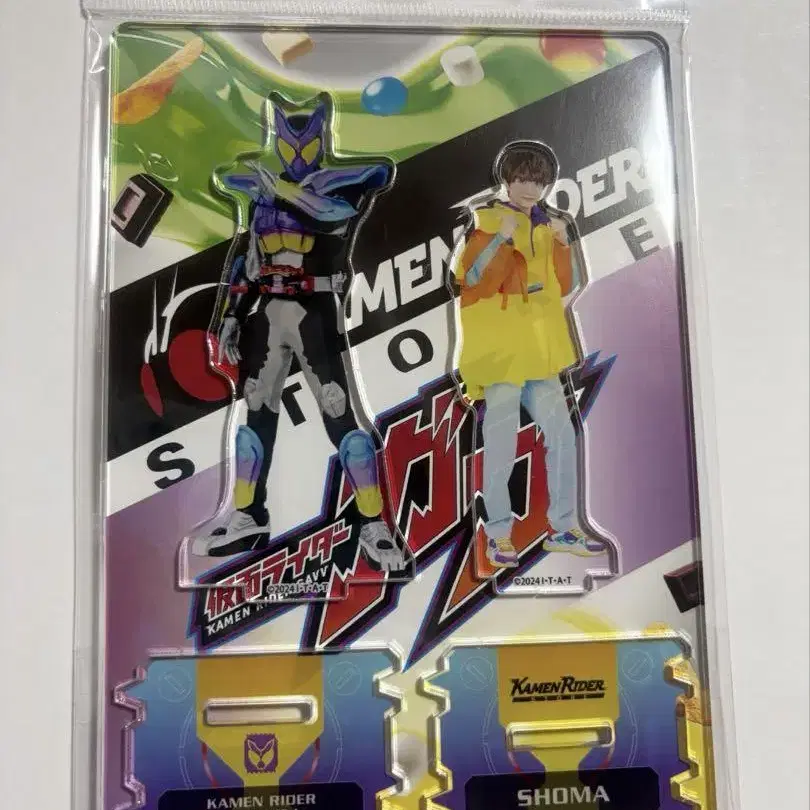 KAMEN RIDER
STORE
仮面ライダー
ガヴ
KAMEN RIDER GAVV
©2024 I・T・A・T
©2024 I・T・A・T
KAMEN RIDER
KAMEN RIDER
SHOMA